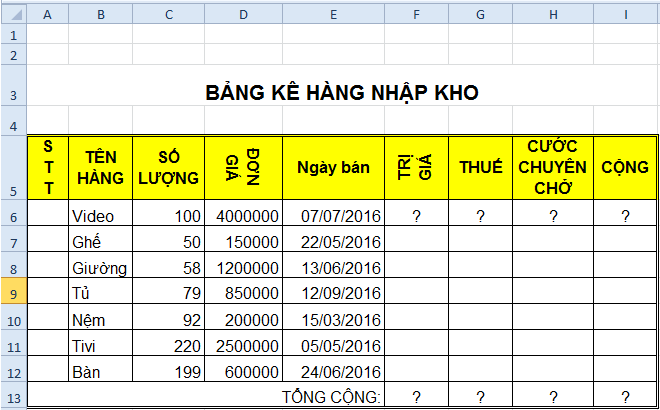 A B C D E F G H I
1
2
3 BẢNG KÊ HÀNG NHẬP KHO
4
5 STT TÊN HÀNG SỐ LƯỢNG ĐƠN GIÁ Ngày bán TRỊ GIÁ THUẾ CƯỚC CHUYÊN CHỞ CỘNG
6 Video 100 4000000 07/07/2016 ? ? ? ?
7 Ghế 50 150000 22/05/2016
8 Giường 58 1200000 13/06/2016
9 Tủ 79 850000 12/09/2016
10 Nệm 92 200000 15/03/2016
11 Tivi 220 2500000 05/05/2016
12 Bàn 199 600000 24/06/2016
13 TỔNG CỘNG: ? ? ? ?